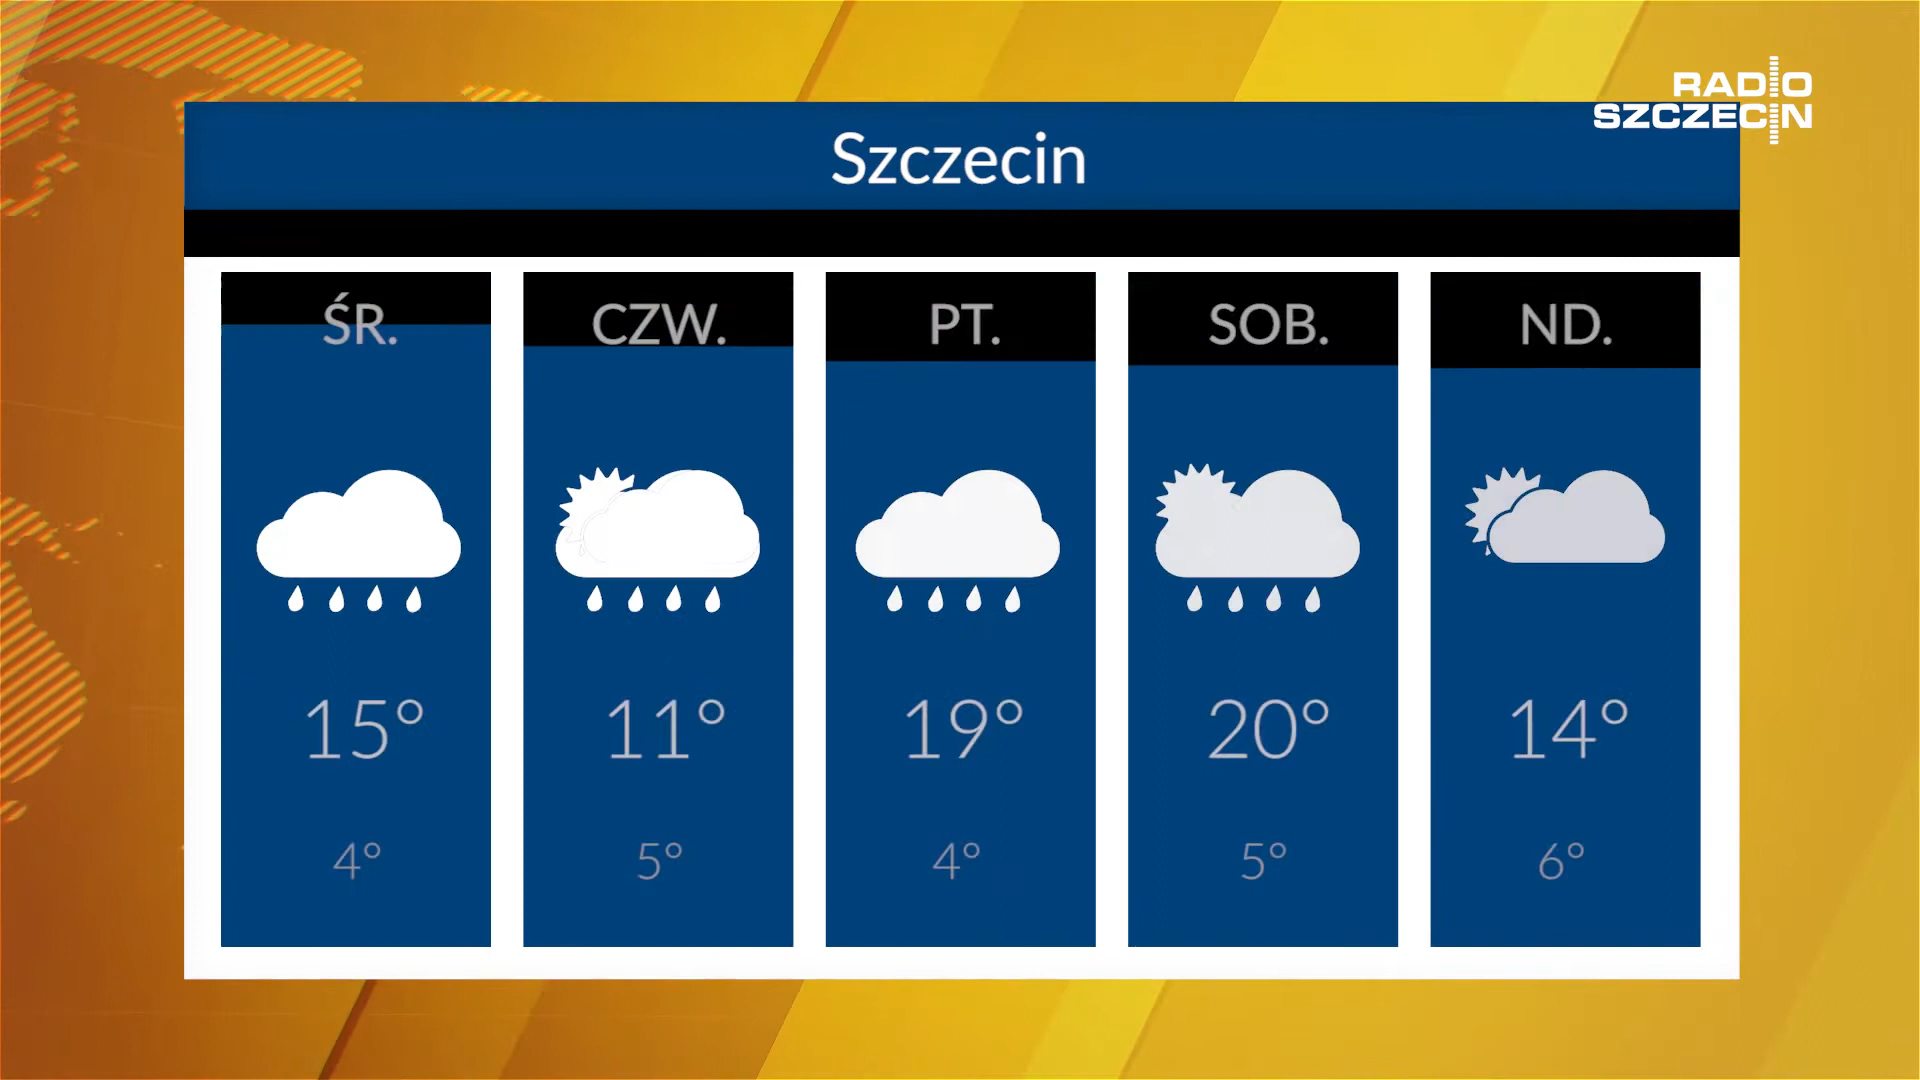 RADIO
SZCZECIN
Szczecin
ŚR. CZW. PT. SOB. ND.
15° 11° 19° 20° 14°
4° 5° 4° 5° 6°